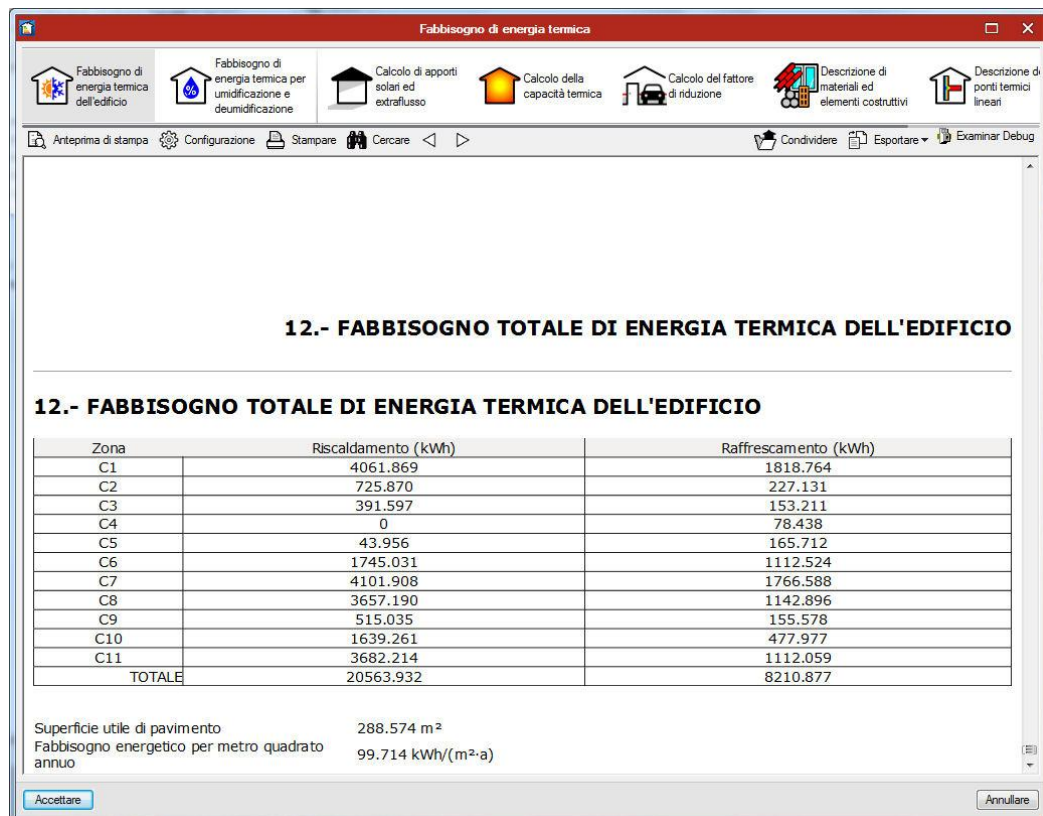 Fabbisogno di energia termica
Fabbisogno di
energia termica
dell'edificio
Fabbisogno di
energia termica per
umidificazione e
deumidificazione
Calcolo di apporti
solari ed
extraflusso
Calcolo della
capacità termica
Calcolo del fattore
di riduzione
Descrizione di
materiali ed
elementi costruttivi
Descrizione d
ponti termici
lineari
Anteprima di stampa Configurazione Stampare Cercare Condividere Esportare Examinar Debug
12.- FABBISOGNO TOTALE DI ENERGIA TERMICA DELL'EDIFICIO
12.- FABBISOGNO TOTALE DI ENERGIA TERMICA DELL'EDIFICIO
Zona Riscaldamento (kWh) Raffrescamento (kWh)
C1 4061.869 1818.764
C2 725.870 227.131
C3 391.597 153.211
C4 0 78.438
C5 43.956 165.712
C6 1745.031 1112.524
C7 4101.908 1766.588
C8 3657.190 1142.896
C9 515.035 155.578
C10 1639.261 477.977
C11 3682.214 1112.059
TOTALE 20563.932 8210.877
Superficie utile di pavimento 288.574 m²
Fabbisogno energetico per metro quadrato
annuo 99.714 kWh/(m²·a)
Accettare Annullare